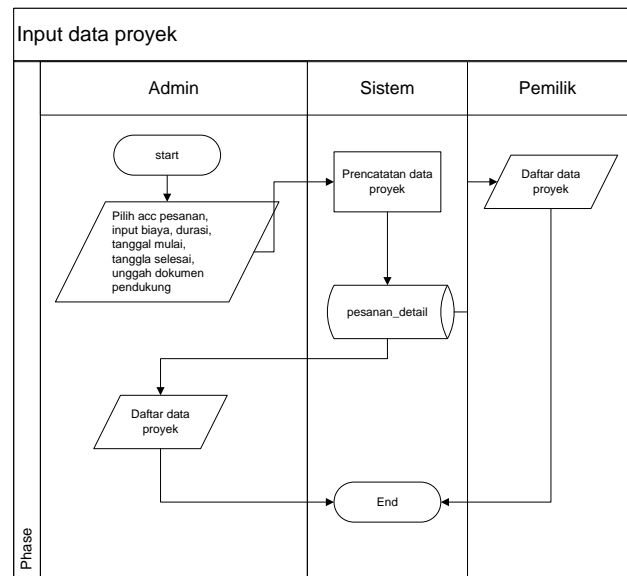 Input data proyek
Admin
Sistem
Pemilik
start
Pilih acc pesanan,
input biaya, durasi,
tanggal mulai,
tanggla selesai,
unggah dokumen
pendukung
Prencatatan data
proyek
Daftar data
proyek
pesanan_detail
Daftar data
proyek
End
Phase